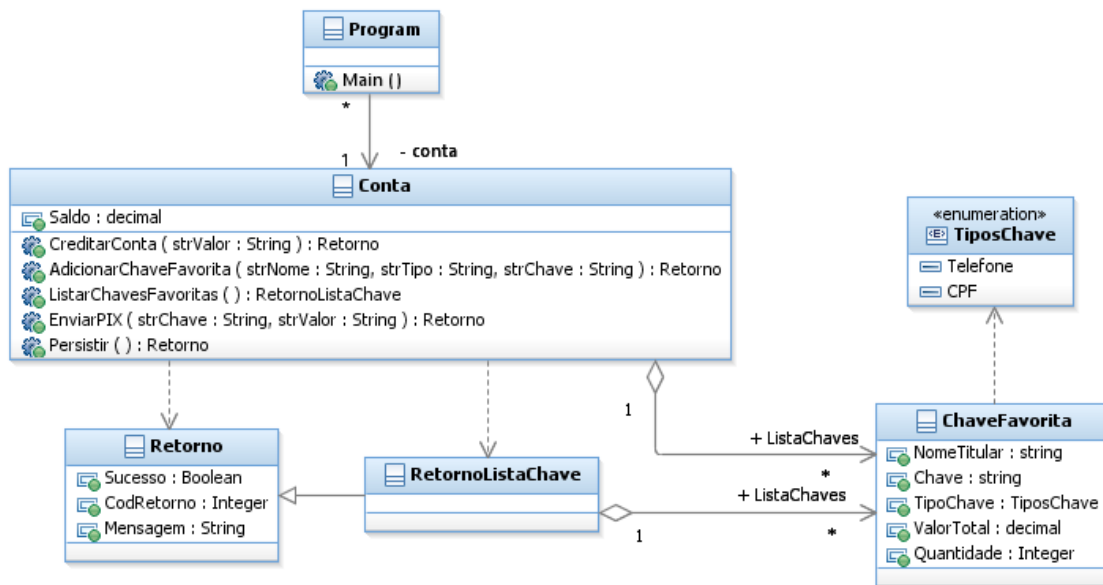 Program
Main ()
*
1
- conta
Conta
Saldo : decimal
CreditarConta ( strValor : String ) : Retorno
AdicionarChaveFavorita ( strNome : String, strTipo : String, strChave : String ) : Retorno
ListarChavesFavoritas ( ) : RetornoListaChave
EnviarPIX ( strChave : String, strValor : String ) : Retorno
Persistir ( ) : Retorno
«enumeration»
<E> TiposChave
Telefone
CPF
1
+ ListaChaves
*
Retorno
Sucesso : Boolean
CodRetorno : Integer
Mensagem : String
RetornoListaChave
1
+ ListaChaves
*
ChaveFavorita
NomeTitular : string
Chave : string
TipoChave : TiposChave
ValorTotal : decimal
Quantidade : Integer